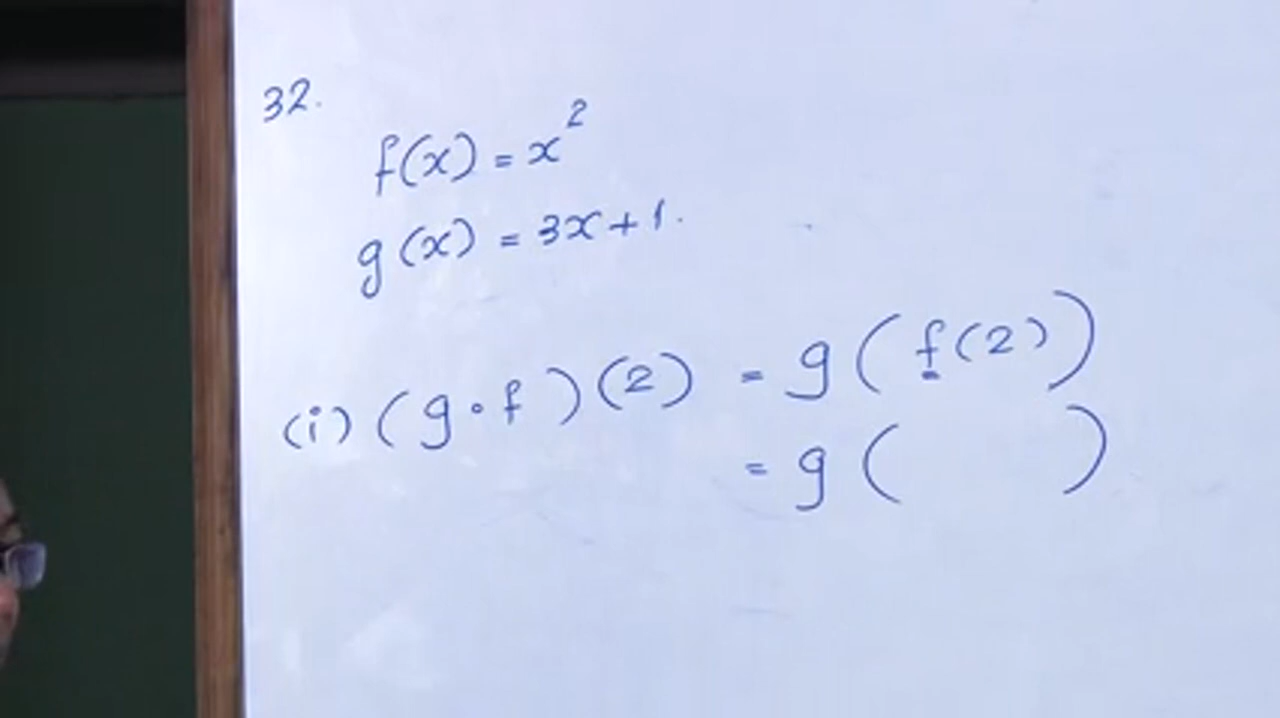 32.
f(x) = x²
g(x) = 3x+1.
(i) (g∘f)(2) = g(f(2))
= g( )